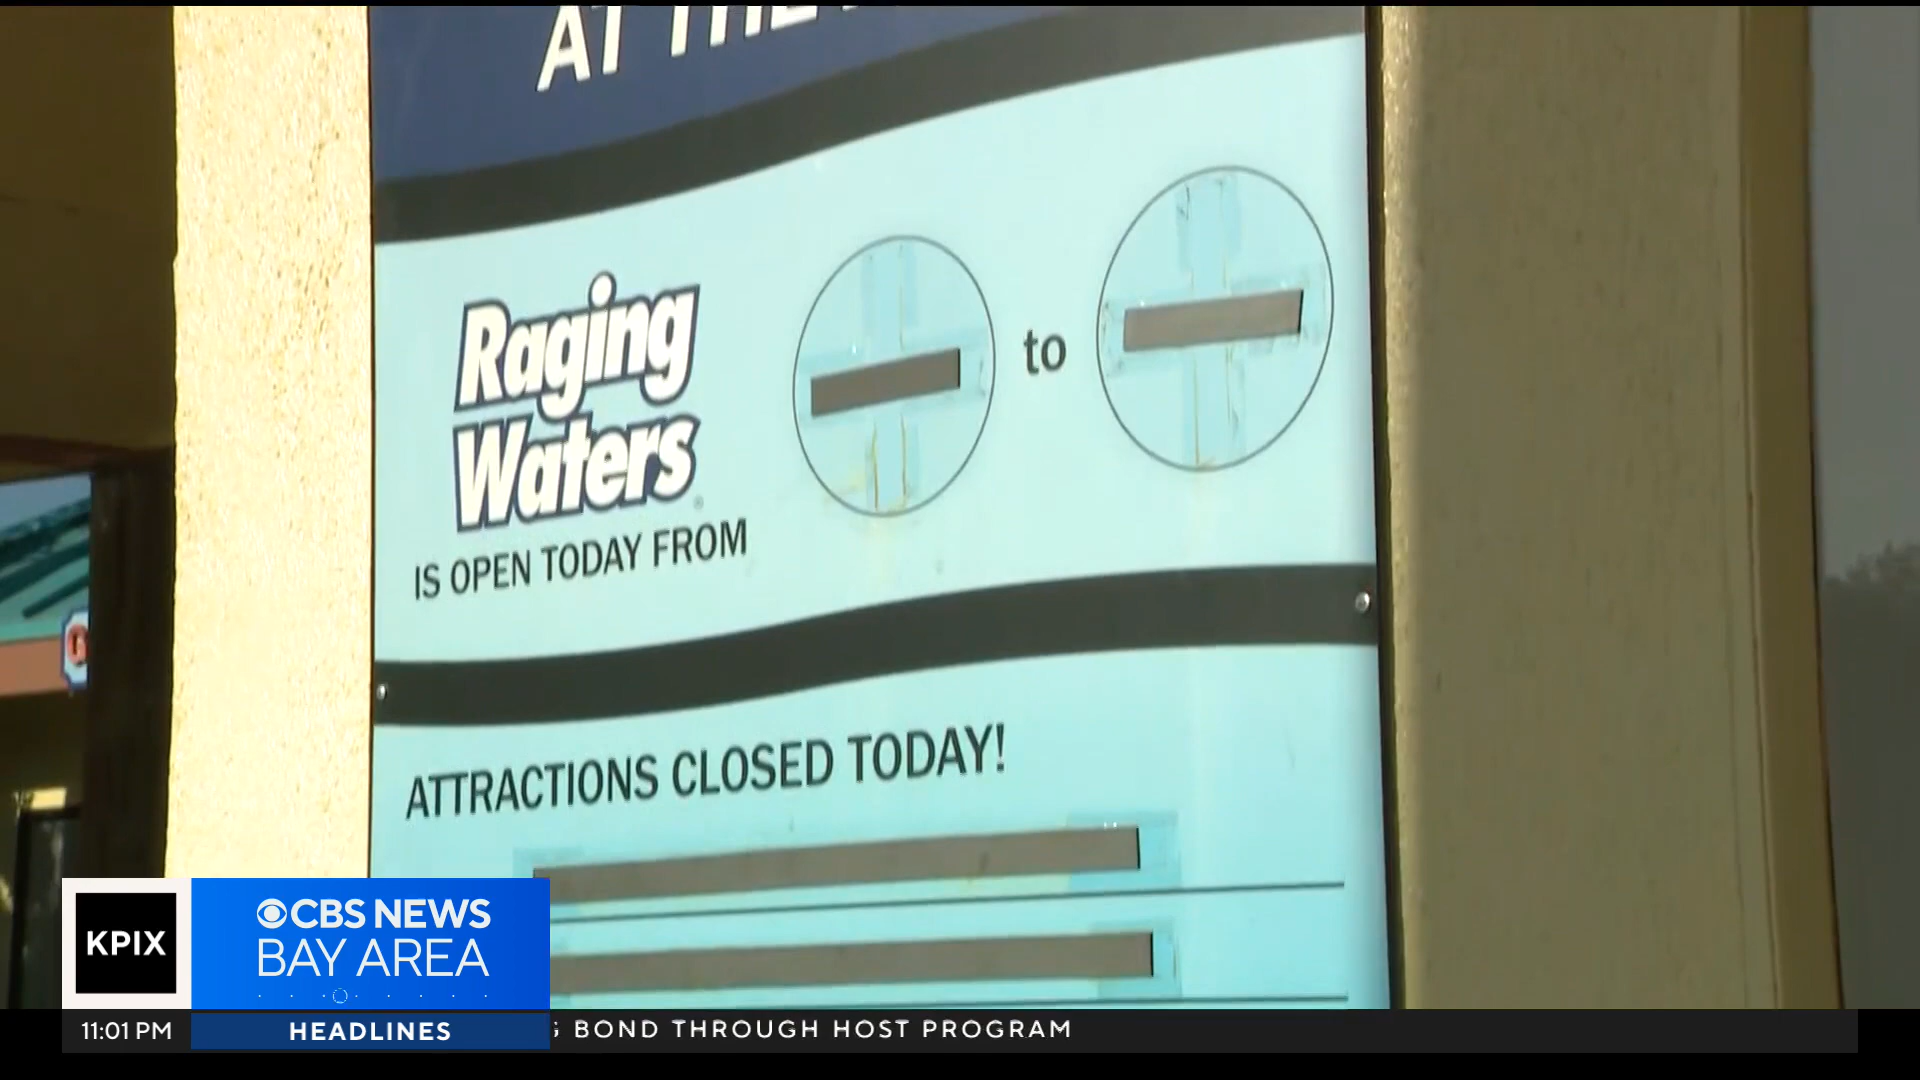 AT THE
Raging
Waters
to
IS OPEN TODAY FROM
ATTRACTIONS CLOSED TODAY!
KPIX
CBS NEWS
BAY AREA
11:01 PM
HEADLINES
BOND THROUGH HOST PROGRAM